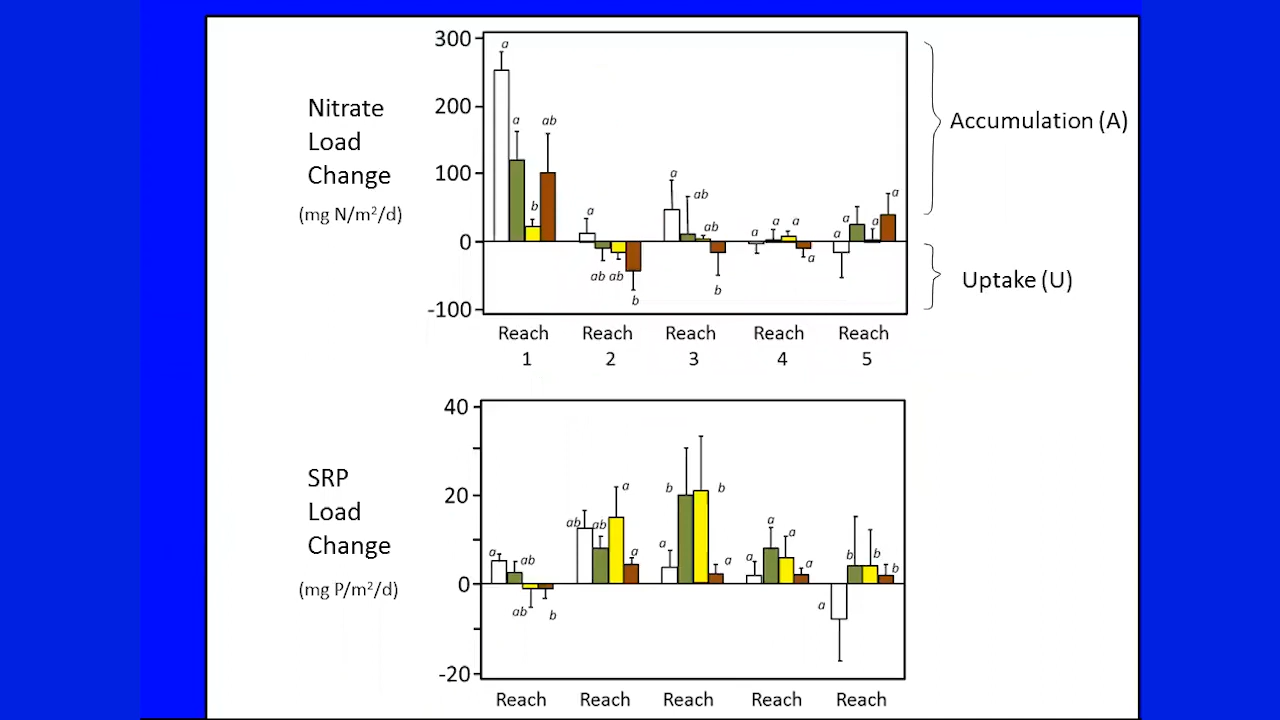 300
200
100
0
-100
Nitrate
Load
Change
(mg N/m²/d)
a
a
b
ab
a
ab ab
b
a
ab
ab
b
a
a
a
a
a
a
a
a
Accumulation (A)
Uptake (U)
Reach Reach Reach Reach Reach
1 2 3 4 5
40
20
0
-20
SRP
Load
Change
(mg P/m²/d)
a
ab
ab
b
ab
ab
a
a
a
b
b
a
a
a
a
a
a
b
b
b
Reach Reach Reach Reach Reach